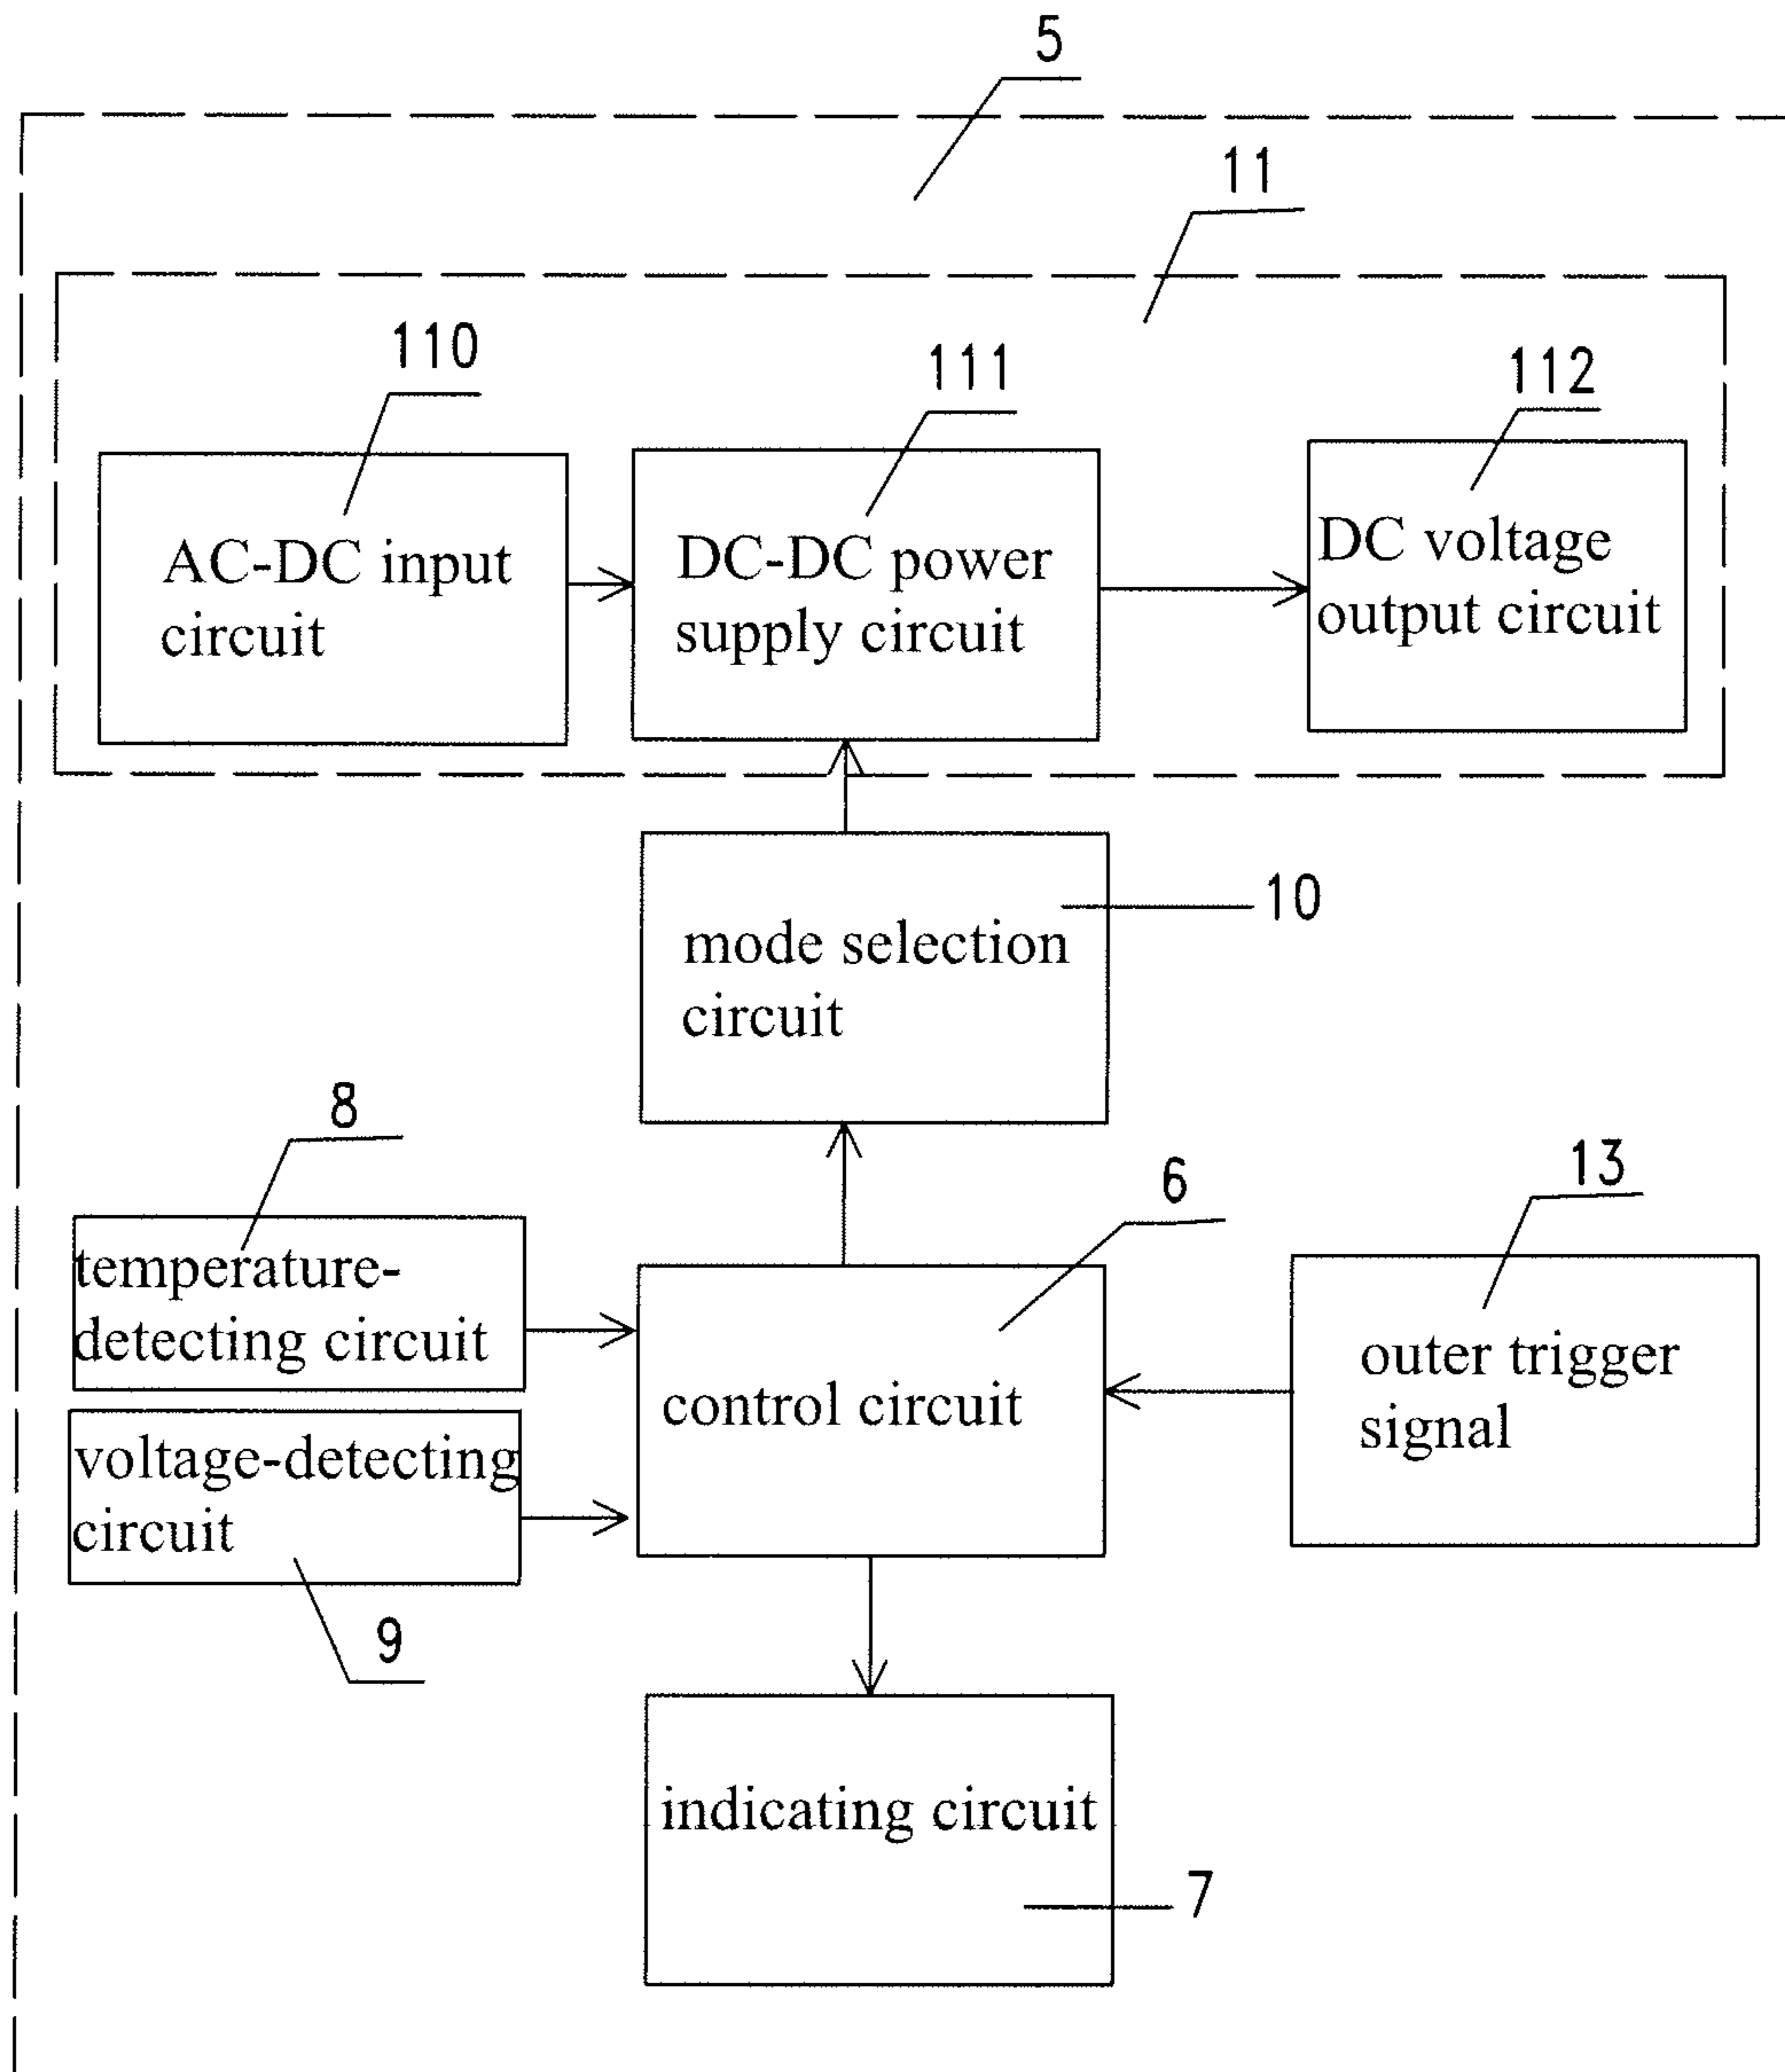 5
11
110
111
112
AC-DC input
circuit
DC-DC power
supply circuit
DC voltage
output circuit
10
mode selection
circuit
8
6
13
temperature-
detecting circuit
control circuit
outer trigger
signal
voltage-detecting
circuit
9
indicating circuit
7